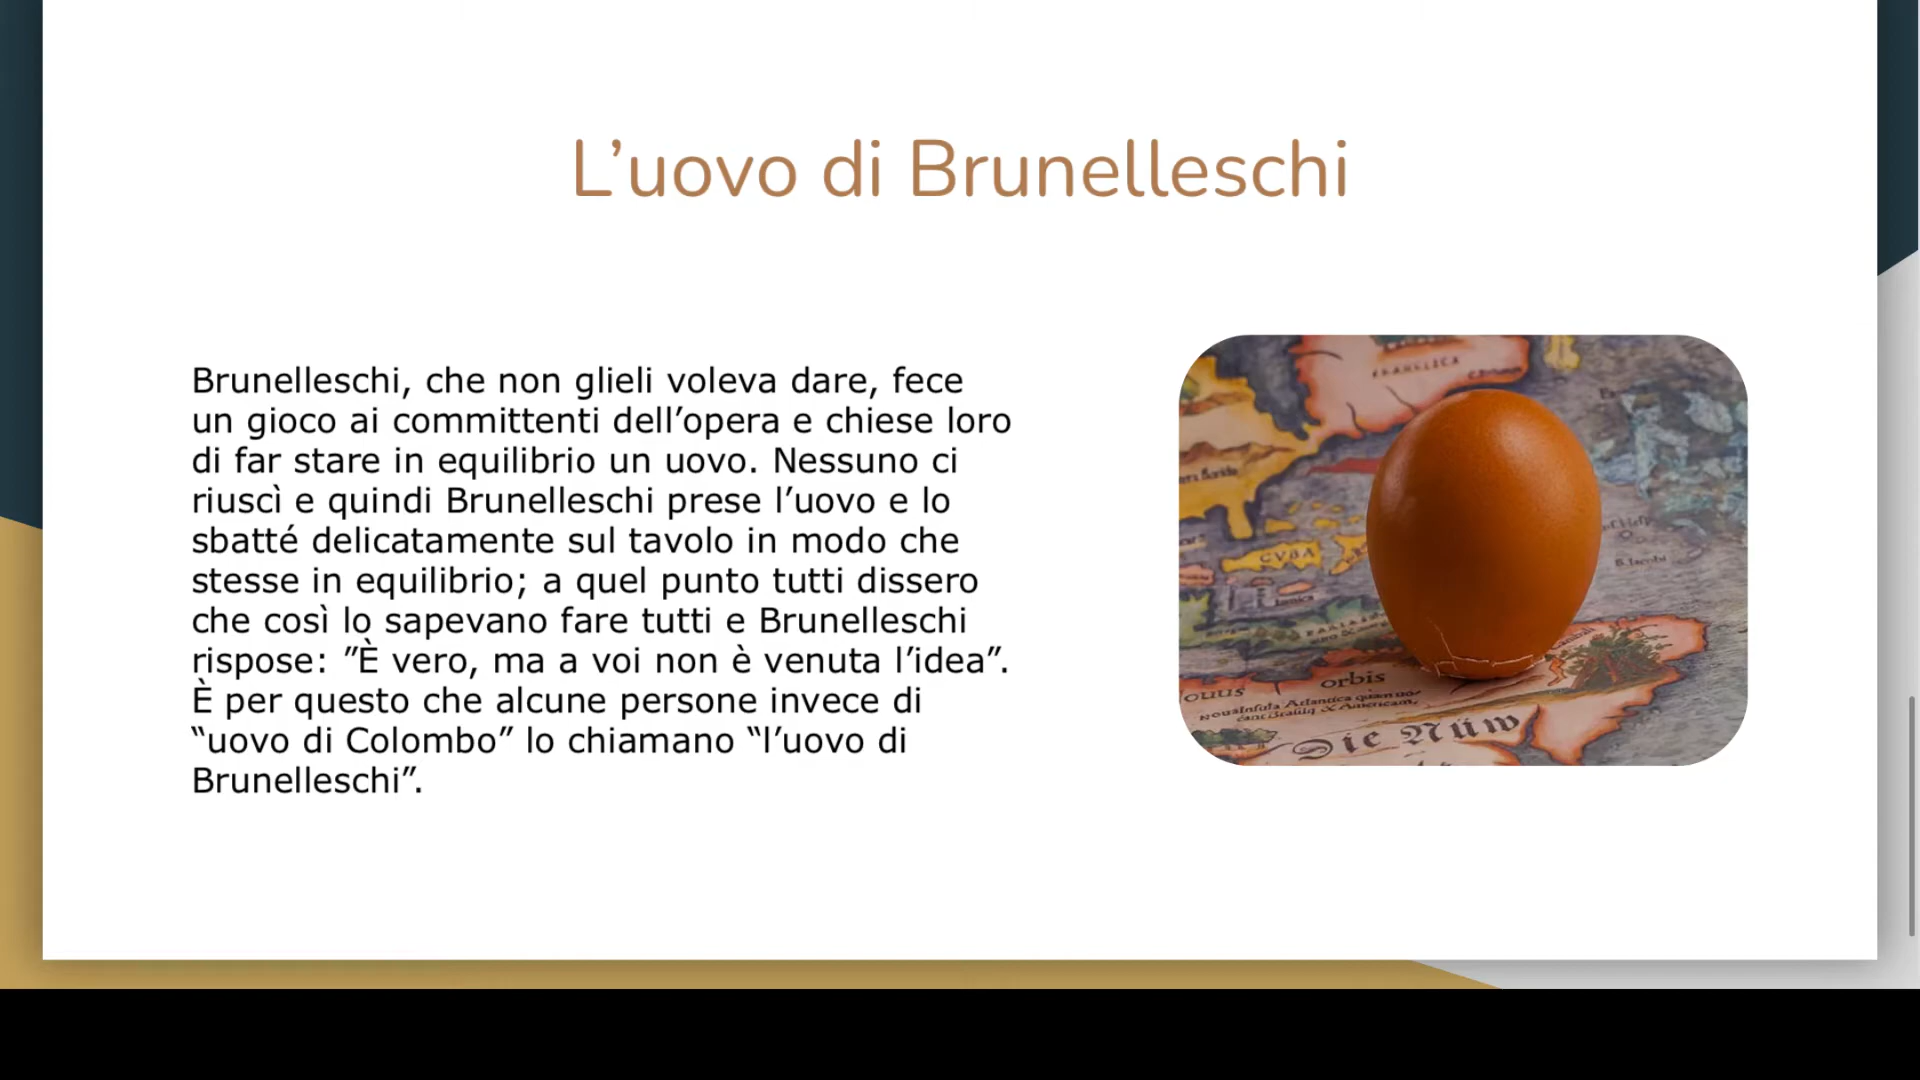 L’uovo di Brunelleschi
Brunelleschi, che non glieli voleva dare, fece
un gioco ai committenti dell’opera e chiese loro
di far stare in equilibrio un uovo. Nessuno ci
riuscì e quindi Brunelleschi prese l’uovo e lo
sbatté delicatamente sul tavolo in modo che
stesse in equilibrio; a quel punto tutti dissero
che così lo sapevano fare tutti e Brunelleschi
rispose: ”È vero, ma a voi non è venuta l’idea”.
È per questo che alcune persone invece di
“uovo di Colombo” lo chiamano “l’uovo di
Brunelleschi”.
CVBA
orbis
Die Nüw